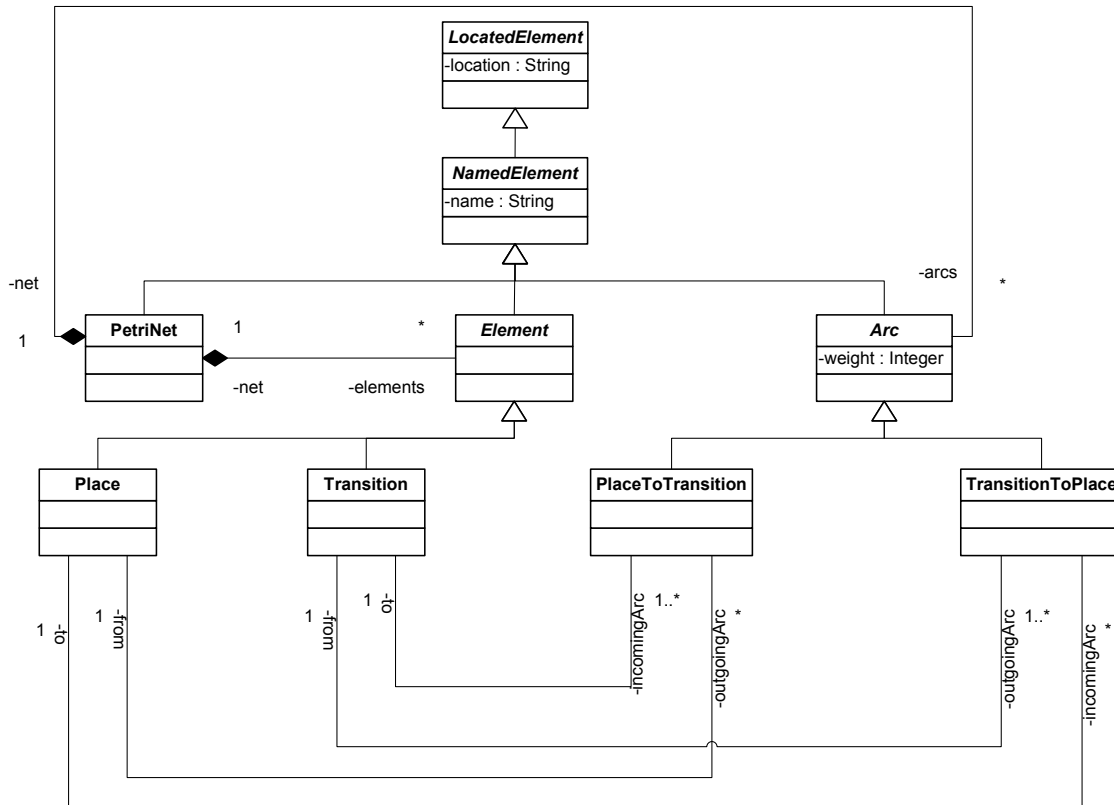 LocatedElement
-location : String
NamedElement
-name : String
-net
-arcs
*
1
PetriNet
1
*
Element
Arc
-weight : Integer
-net
-elements
Place
Transition
PlaceToTransition
TransitionToPlace
1
-to
1
-from
1
-from
1
-to
-incomingArc
1..*
-outgoingArc
*
-outgoingArc
1..*
-incomingArc
*